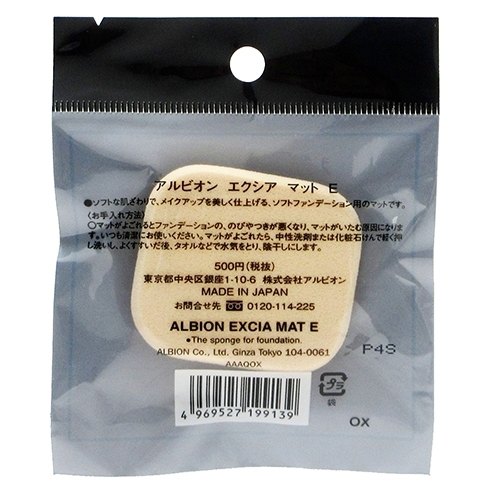 アルビオン エクシア マット E
●ソフトな肌ざわりで、メイクアップを美しく仕上げる、ソフトファンデーション用のマットです。
〈お手入れ方法〉
○マットがよごれるとファンデーションの、のびやつきが悪くなり、マットがいたむ原因になりま
す。いつも清潔にお使いください。マットがよごれたら、中性洗剤または化粧石けんで軽く押
し洗いし、よくすすいだ後、タオルなどで水気をとり、陰干しにします。
500円(税抜)
東京都中央区銀座1-10-6 株式会社アルビオン
MADE IN JAPAN
お問合せ先 0120-114-225
ALBION EXCIA MAT E
●The sponge for foundation.
ALBION Co., Ltd. Ginza Tokyo 104-0061
AAAQOX
P4S
4 969527 199139
プラ
袋
OX